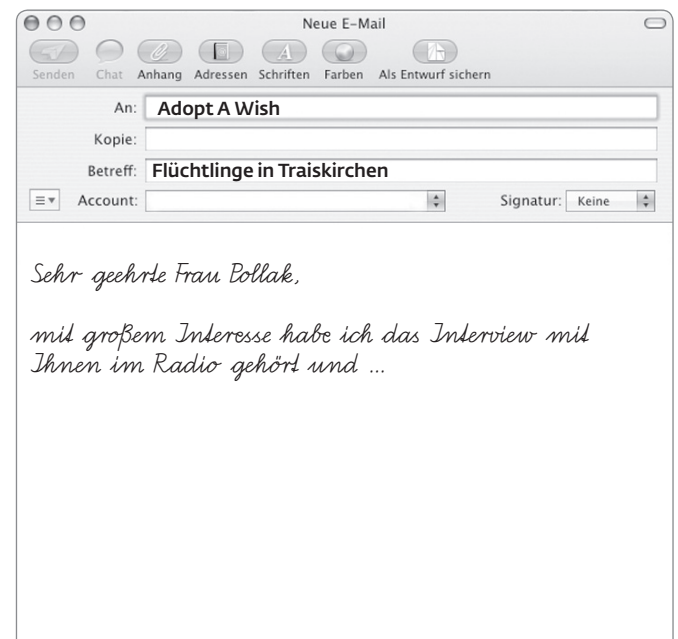 Neue E-Mail
Senden Chat Anhang Adressen Schriften Farben Als Entwurf sichern
An: Adopt A Wish
Kopie:
Betreff: Flüchtlinge in Traiskirchen
Account: Signatur: Keine
Sehr geehrte Frau Pollak,
mit großem Interesse habe ich das Interview mit
Ihnen im Radio gehört und ...